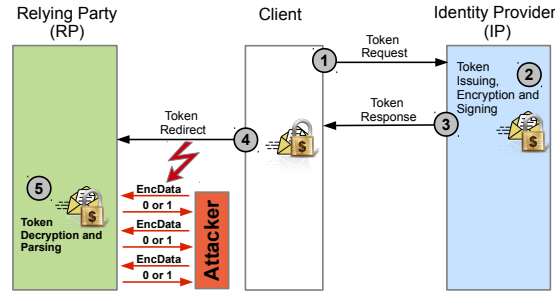 Relying Party
(RP)
Client
Identity Provider
(IP)
1
Token
Request
2
Token
Issuing,
Encryption and
Signing
Token
Response
3
Token
Redirect
4
5
Token
Decryption and
Parsing
EncData
0 or 1
EncData
0 or 1
EncData
0 or 1
Attacker
$
$
$